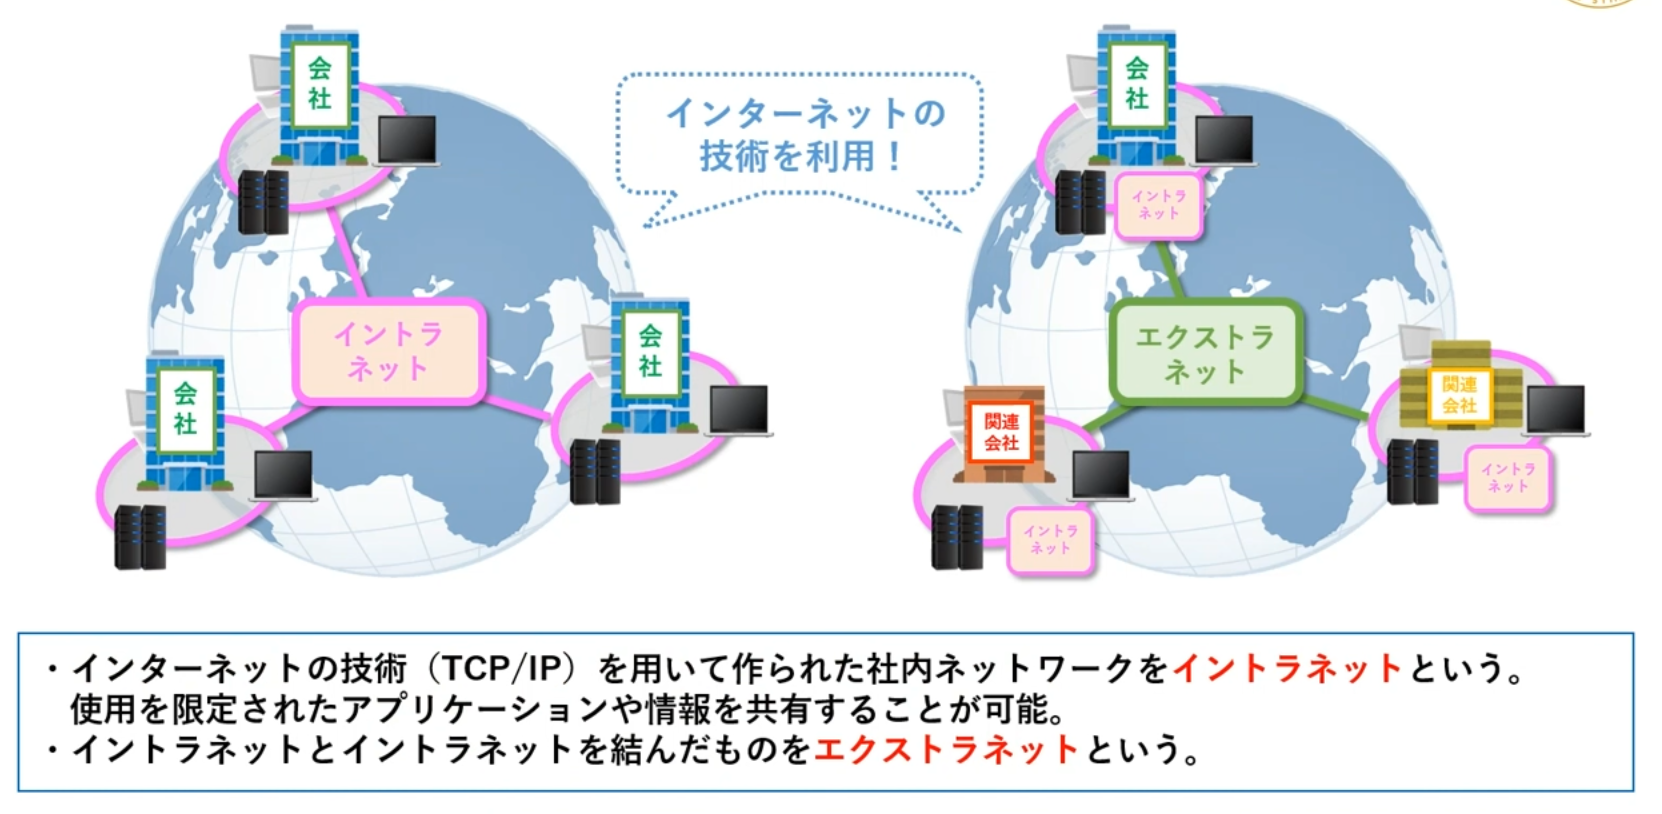 会
社
会
社
会
社
イントラ
ネット
インターネットの
技術を利用！
会
社
イントラ
ネット
エクストラ
ネット
関連
会社
イントラ
ネット
関連
会社
イントラ
ネット
・インターネットの技術（TCP/IP）を用いて作られた社内ネットワークをイントラネットという。
使用を限定されたアプリケーションや情報を共有することが可能。
・イントラネットとイントラネットを結んだものをエクストラネットという。